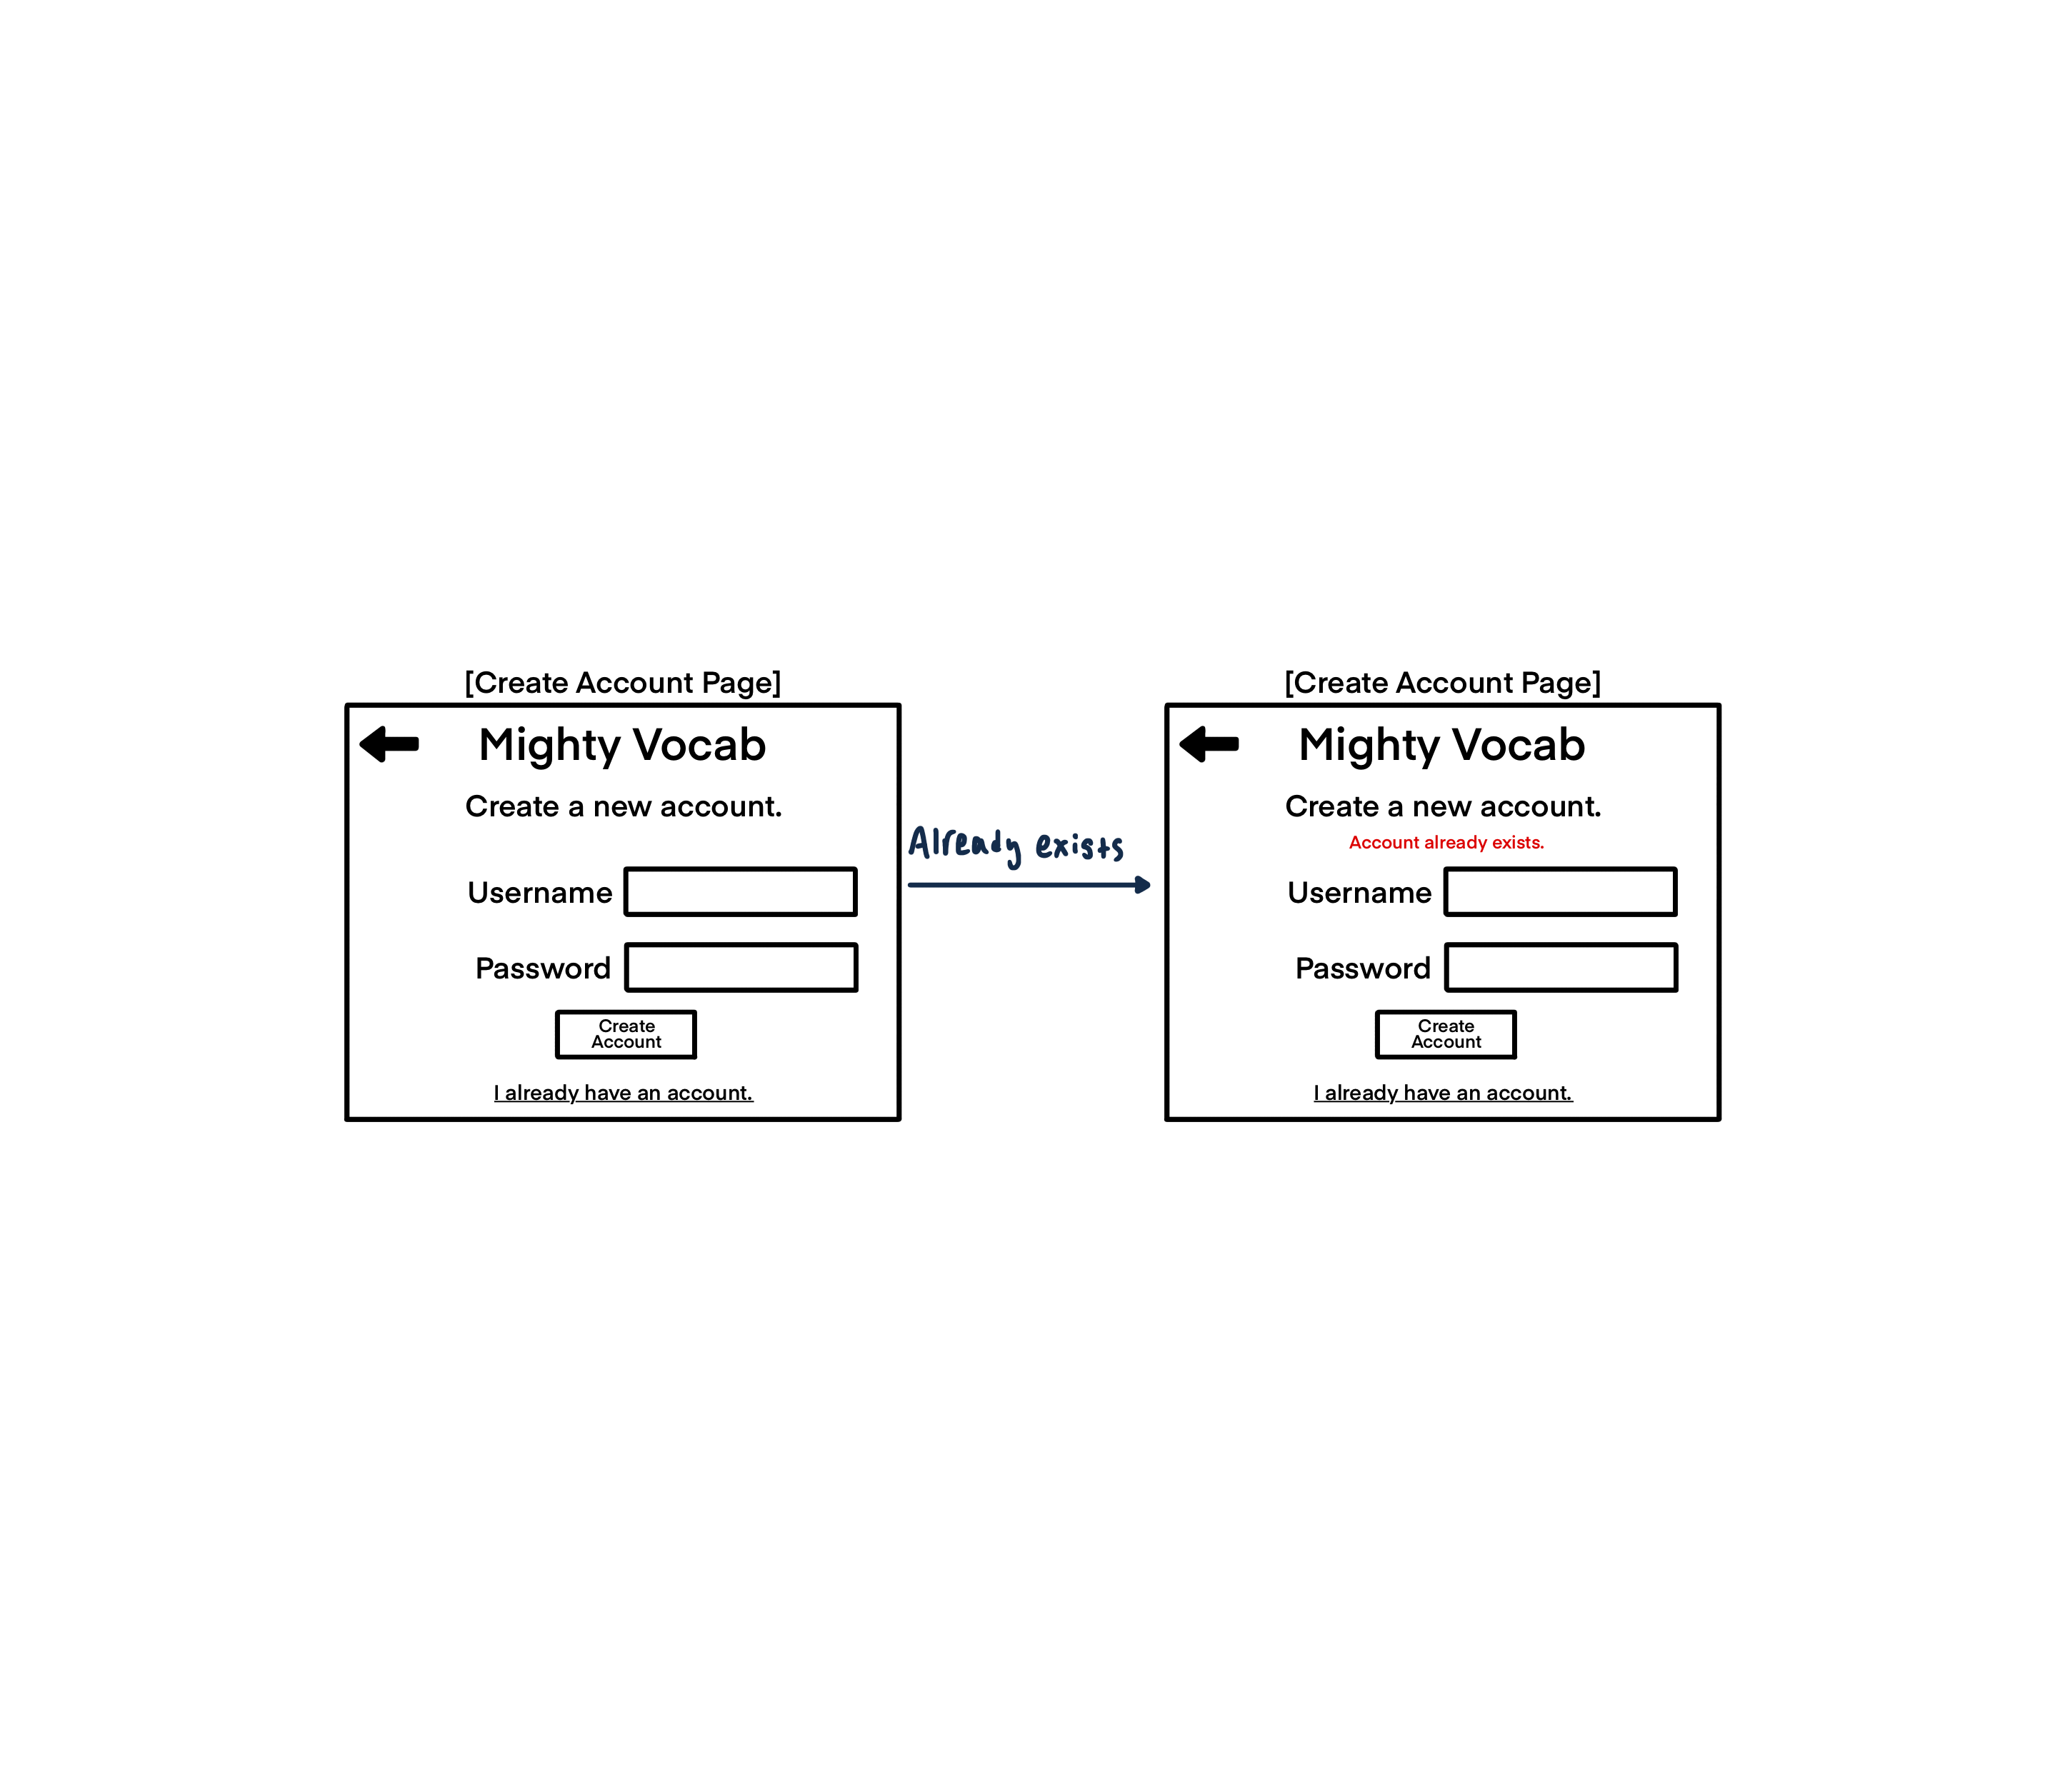 [Create Account Page]
Mighty Vocab
Create a new account.
Username
Password
Create
Account
I already have an account.
Already exists
[Create Account Page]
Mighty Vocab
Create a new account.
Account already exists.
Username
Password
Create
Account
I already have an account.